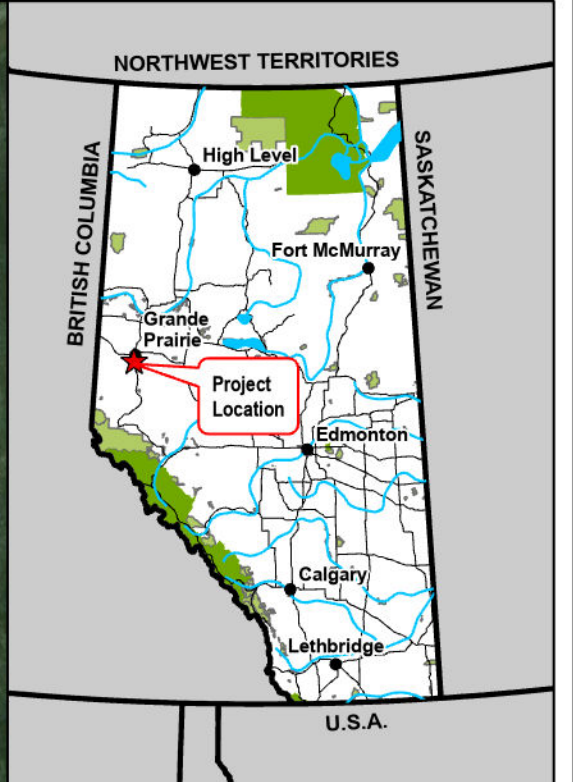 NORTHWEST TERRITORIES
BRITISH COLUMBIA
SASKATCHEWAN
High Level
Fort McMurray
Grande
Prairie
Project
Location
Edmonton
Calgary
Lethbridge
U.S.A.